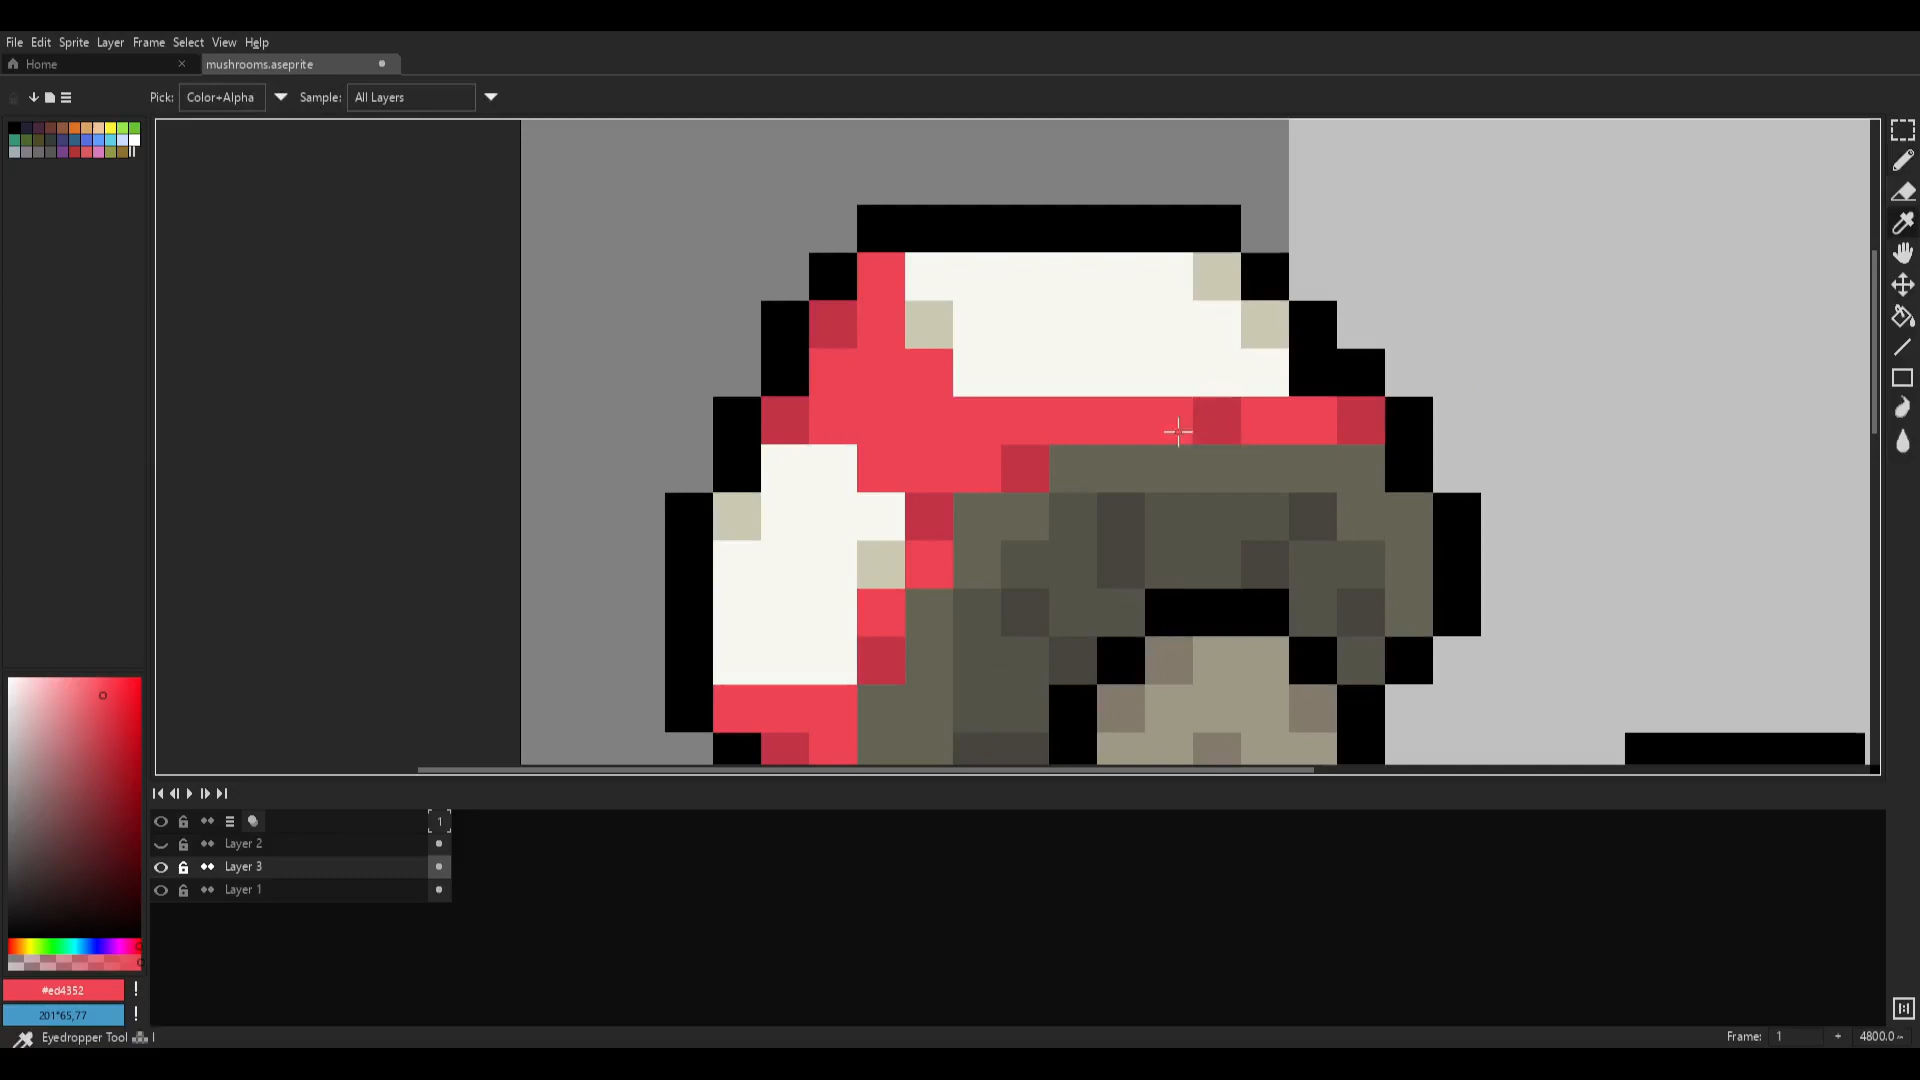 File Edit Sprite Layer Frame Select View Help
Home
mushrooms.aseprite
Pick: Color+Alpha Sample: All Layers
1
Layer 2
Layer 3
Layer 1
#ed4352 !
201°65,77 !
Eyedropper Tool
Frame: 1 + 4800.0